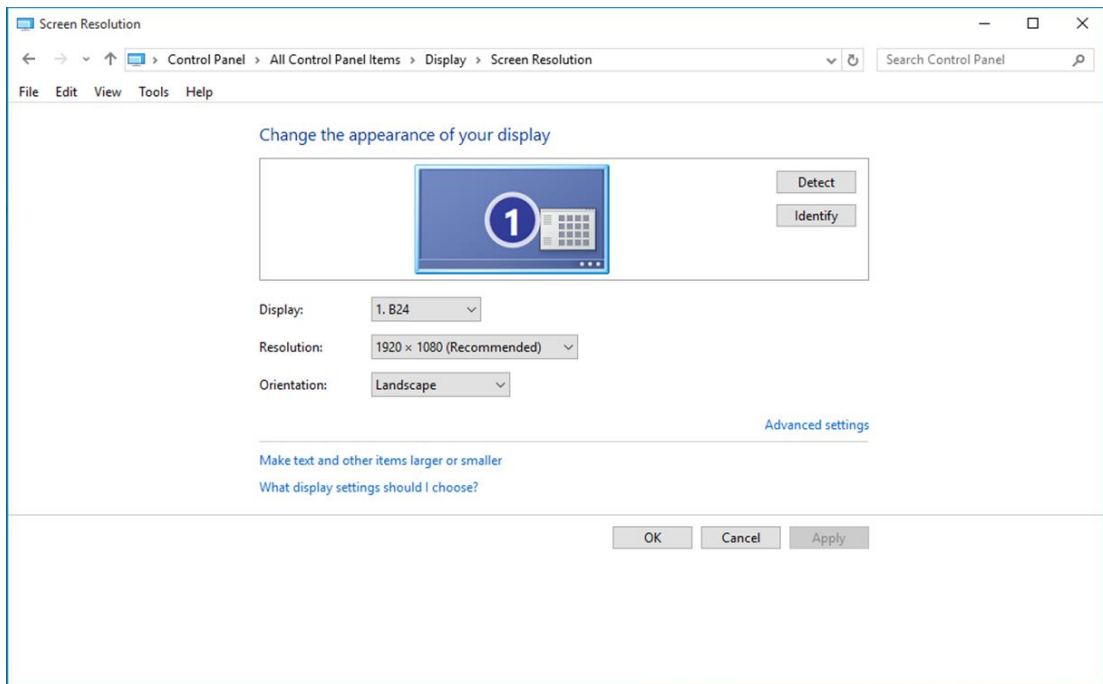 Screen Resolution
Control Panel > All Control Panel Items > Display > Screen Resolution
Search Control Panel
File Edit View Tools Help
Change the appearance of your display
1
Detect
Identify
Display: 1. B24
Resolution: 1920 × 1080 (Recommended)
Orientation: Landscape
Advanced settings
Make text and other items larger or smaller
What display settings should I choose?
OK Cancel Apply